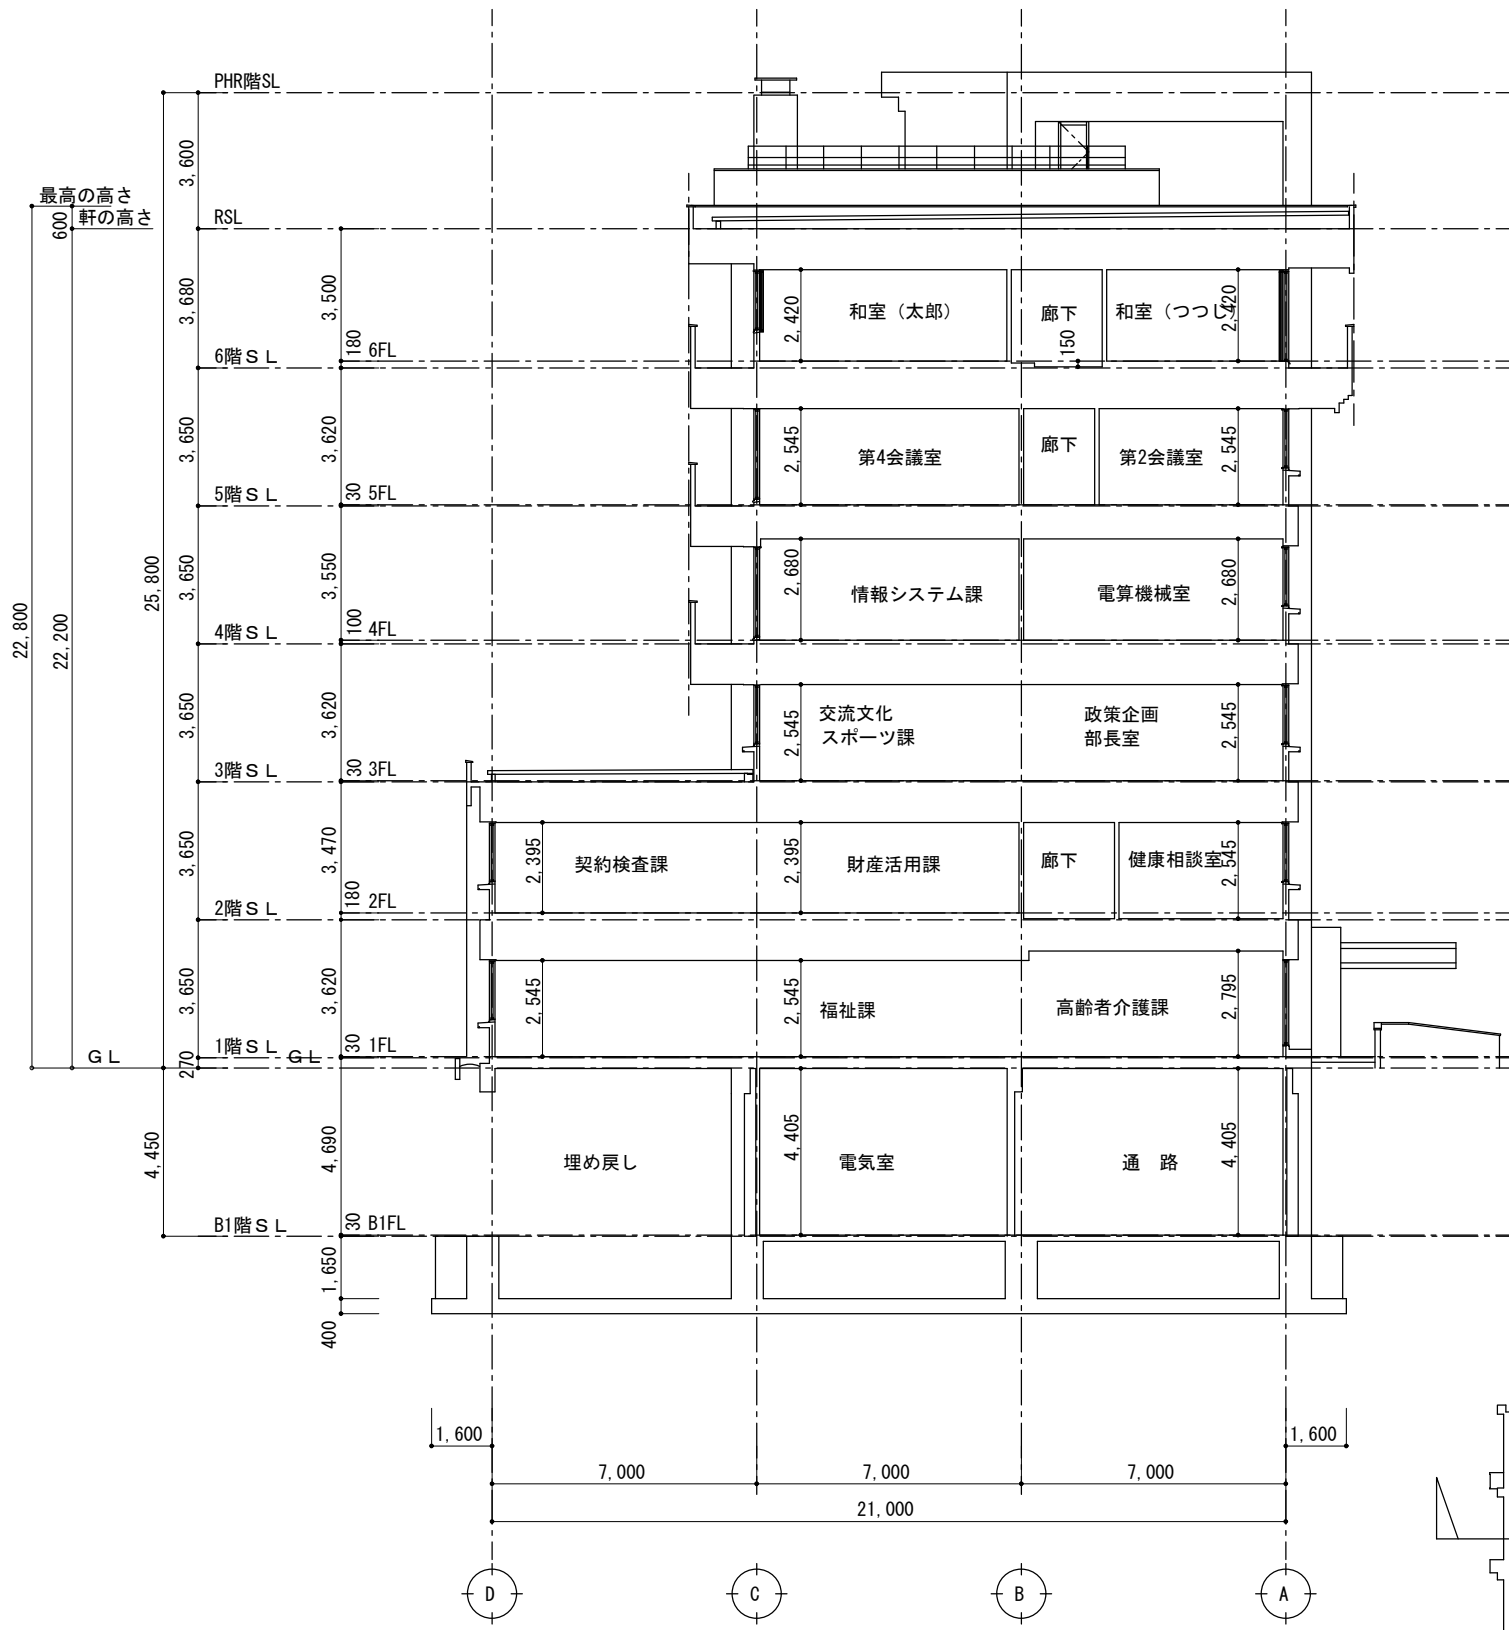 PHR階SL
3,600
最高の高さ
600
軒の高さ
RSL
3,680
3,500
2,420
和室（太郎）
廊下
和室（つつじ）
2,420
150
180
6FL
6階ＳＬ
3,650
3,620
2,545
第4会議室
廊下
第2会議室
2,545
30
5FL
5階ＳＬ
25,800
3,650
3,550
2,680
情報システム課
電算機械室
2,680
100
4FL
4階ＳＬ
22,800
22,200
3,650
3,620
2,545
交流文化
スポーツ課
政策企画
部長室
2,545
30
3FL
3階ＳＬ
3,650
3,470
2,395
契約検査課
2,395
財産活用課
廊下
健康相談室
2,545
180
2FL
2階ＳＬ
3,650
3,620
2,545
2,545
福祉課
高齢者介護課
2,795
30
1FL
1階ＳＬ
ＧＬ
270
ＧＬ
4,450
4,690
埋め戻し
4,405
電気室
通　路
4,405
30
B1FL
B1階ＳＬ
1,650
400
1,600
1,600
7,000
7,000
7,000
21,000
D
C
B
A